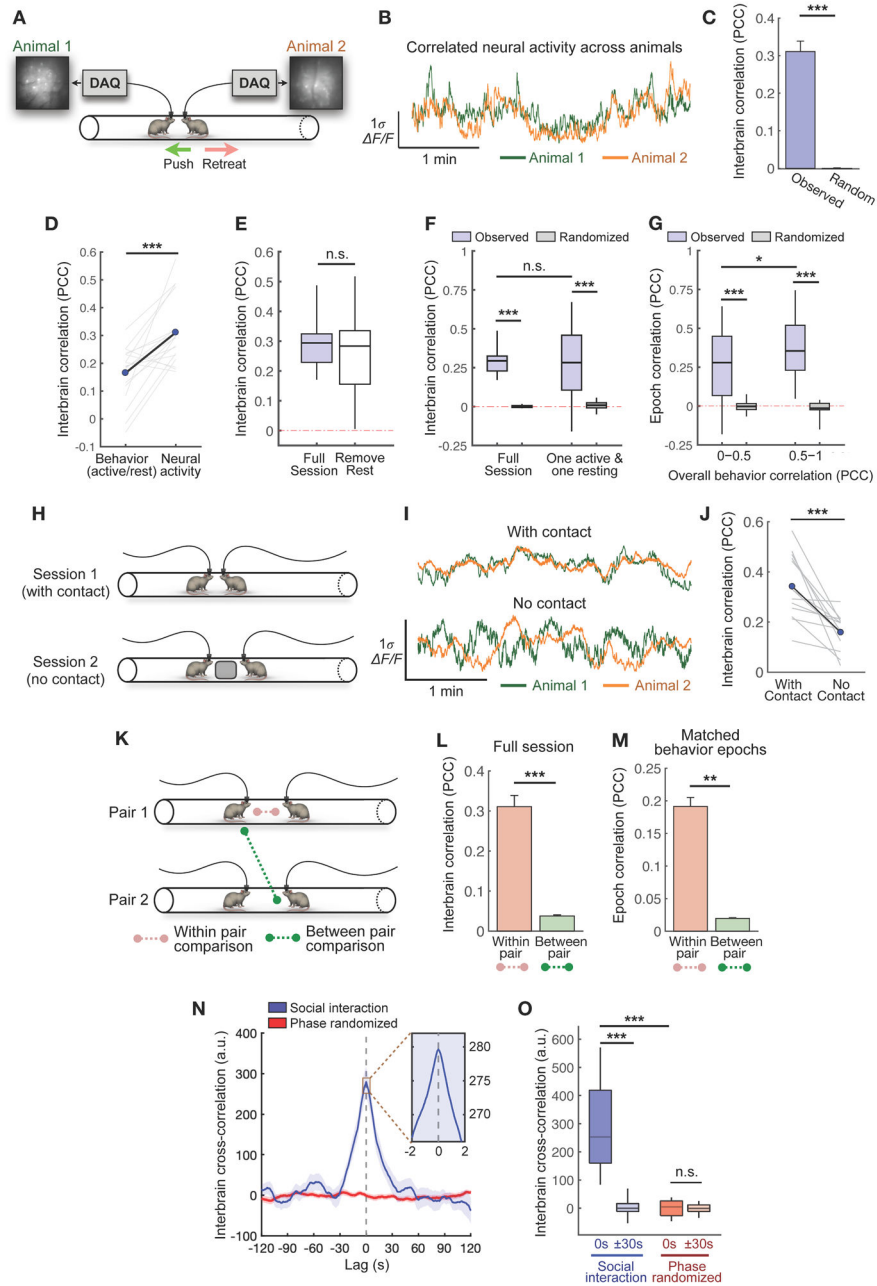 A
Animal 1
Animal 2
DAQ
DAQ
Push
Retreat
B
Correlated neural activity across animals
1σ
ΔF/F
1 min
Animal 1
Animal 2
C
Interbrain correlation (PCC)
0.4
0.3
0.2
0.1
0
***
Observed
Random
D
Interbrain correlation (PCC)
0.6
0.5
0.4
0.3
0.2
0.1
0
-0.1
***
Behavior
(active/rest)
Neural
activity
E
Interbrain correlation (PCC)
0.6
0.5
0.4
0.3
0.2
0.1
0
n.s.
Full
Session
Remove
Rest
F
Observed
Randomized
Interbrain correlation (PCC)
1
0.75
0.5
0.25
0
-0.25
n.s.
***
***
Full
Session
One active &
one resting
G
Observed
Randomized
Epoch correlation (PCC)
1
0.75
0.5
0.25
0
-0.25
*
***
***
0−0.5
0.5−1
Overall behavior correlation (PCC)
H
Session 1
(with contact)
Session 2
(no contact)
I
With contact
No contact
1σ
ΔF/F
1 min
Animal 1
Animal 2
J
Interbrain correlation (PCC)
0.6
0.4
0.2
0
***
With
Contact
No
Contact
K
Pair 1
Pair 2
Within pair
comparison
Between pair
comparison
L
Full session
Interbrain correlation (PCC)
0.4
0.3
0.2
0.1
0
***
Within
pair
Between
pair
M
Matched
behavior epochs
Epoch correlation (PCC)
0.2
0.15
0.1
0.05
0
**
Within
pair
Between
pair
N
Social interaction
Phase randomized
Interbrain cross-correlation (a.u.)
400
300
200
100
0
-100
-120
-90
-60
-30
0
30
60
90
120
Lag (s)
280
275
270
-2
0
2
O
Interbrain cross-correlation (a.u.)
600
500
400
300
200
100
0
***
***
n.s.
0s
±30s
0s
±30s
Social
interaction
Phase
randomized